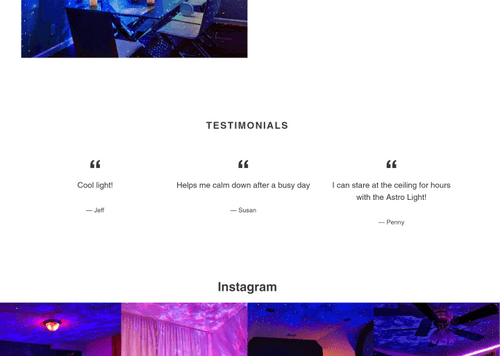 TESTIMONIALS
“ “ “
Cool light!
— Jeff
Helps me calm down after a busy day
— Susan
I can stare at the ceiling for hours
with the Astro Light!
— Penny
Instagram